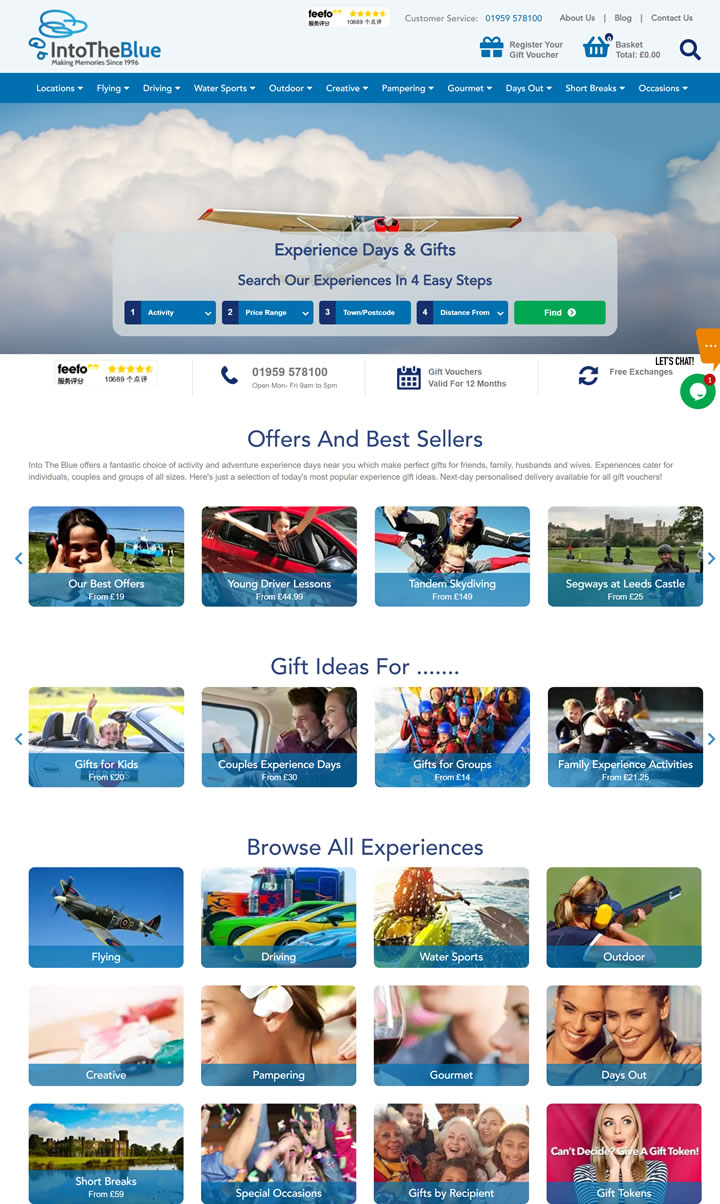 feefo
服务评分
10689 个点评
Customer Service: 01959 578100
About Us | Blog | Contact Us
IntoTheBlue
Making Memories Since 1996
Register Your
Gift Voucher
0
Basket
Total: £0.00
Locations Flying Driving Water Sports Outdoor Creative Pampering Gourmet Days Out Short Breaks Occasions
Experience Days & Gifts
Search Our Experiences In 4 Easy Steps
1 Activity
2 Price Range
3 Town/Postcode
4 Distance From
Find
LET'S CHAT!
1
feefo
服务评分
10689 个点评
01959 578100
Open Mon- Fri 9am to 5pm
Gift Vouchers
Valid For 12 Months
Free Exchanges
Offers And Best Sellers
Into The Blue offers a fantastic choice of activity and adventure experience days near you which make perfect gifts for friends, family, husbands and wives. Experiences cater for
individuals, couples and groups of all sizes. Here's just a selection of today's most popular experience gift ideas. Next-day personalised delivery available for all gift vouchers!
Our Best Offers
From £19
Young Driver Lessons
From £44.99
Tandem Skydiving
From £149
Segways at Leeds Castle
From £25
Gift Ideas For .......
Gifts for Kids
From £20
Couples Experience Days
From £30
Gifts for Groups
From £14
Family Experience Activities
From £21.25
Browse All Experiences
Flying
Driving
Water Sports
Outdoor
Creative
Pampering
Gourmet
Days Out
Short Breaks
From £59
Special Occasions
Gifts by Recipient
Can't Decide? Give A Gift Token!
Gift Tokens